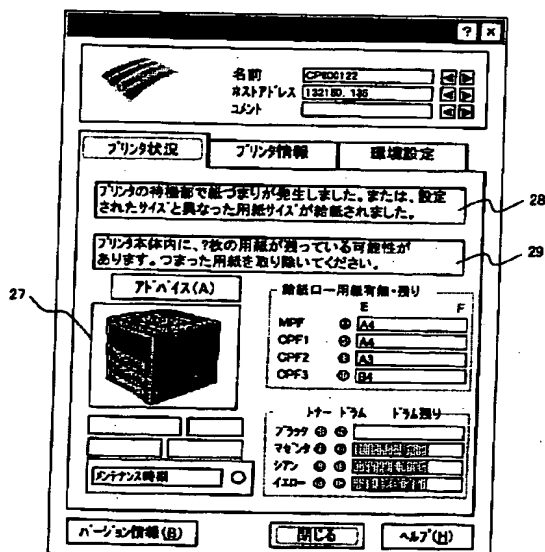 ? ×
名前 CP800122
ホストアドレス 132180. 135
コメント
プリンタ状況 プリンタ情報 環境設定
プリンタの待機部で紙づまりが発生しました。または、設定
されたサイズと異なった用紙サイズが給紙されました。
28
プリンタ本体内に、?枚の用紙が残っている可能性が
あります。つまった用紙を取り除いてください。
29
アドバイス(A)
27
給紙口ー用紙有無・残り
E F
MPF A4
CPF1 A4
CPF2 A3
CPF3 B4
トナー ドラム ドラム残り
ブラック
マゼンタ
シアン
イエロー
メンテナンス時期
バージョン情報(B) 閉じる ヘルプ(H)